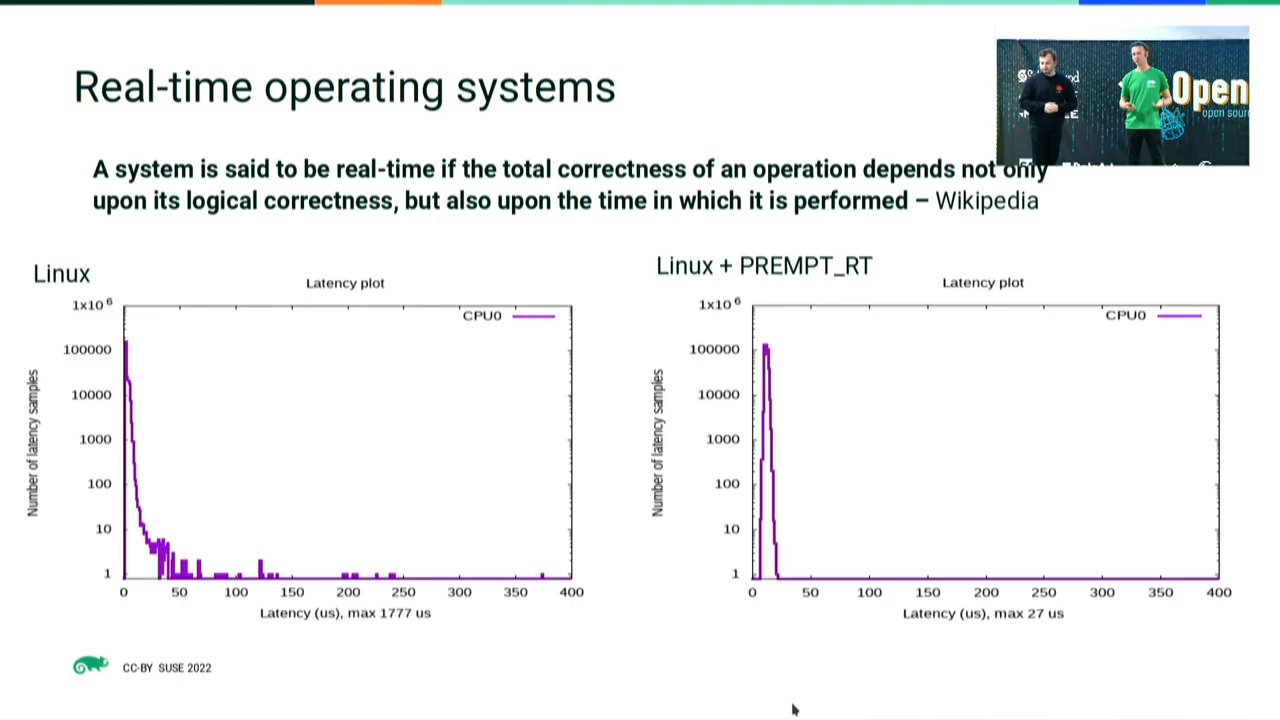 Real-time operating systems
Open
open sour
A system is said to be real-time if the total correctness of an operation depends not only
upon its logical correctness, but also upon the time in which it is performed – Wikipedia
Linux
Latency plot
CPU0
1x10 6
100000
10000
1000
100
10
1
Number of latency samples
0 50 100 150 200 250 300 350 400
Latency (us), max 1777 us
Linux + PREMPT_RT
Latency plot
CPU0
1x10 6
100000
10000
1000
100
10
1
Number of latency samples
0 50 100 150 200 250 300 350 400
Latency (us), max 27 us
CC-BY SUSE 2022